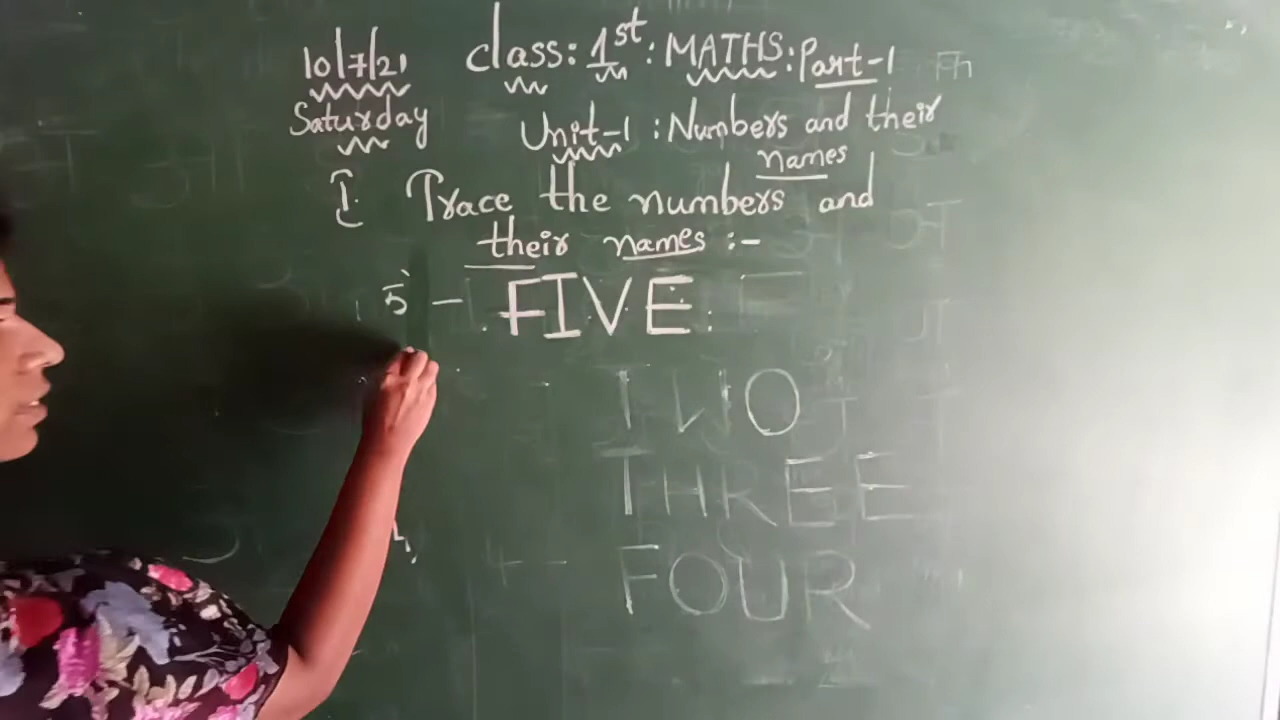 10/7/21 class: 1st: MATHS: Part-1
Saturday Unit-1: Numbers and their
names
I. Trace the numbers and
their names :-
5 - FIVE
TWO
THREE
4 - FOUR